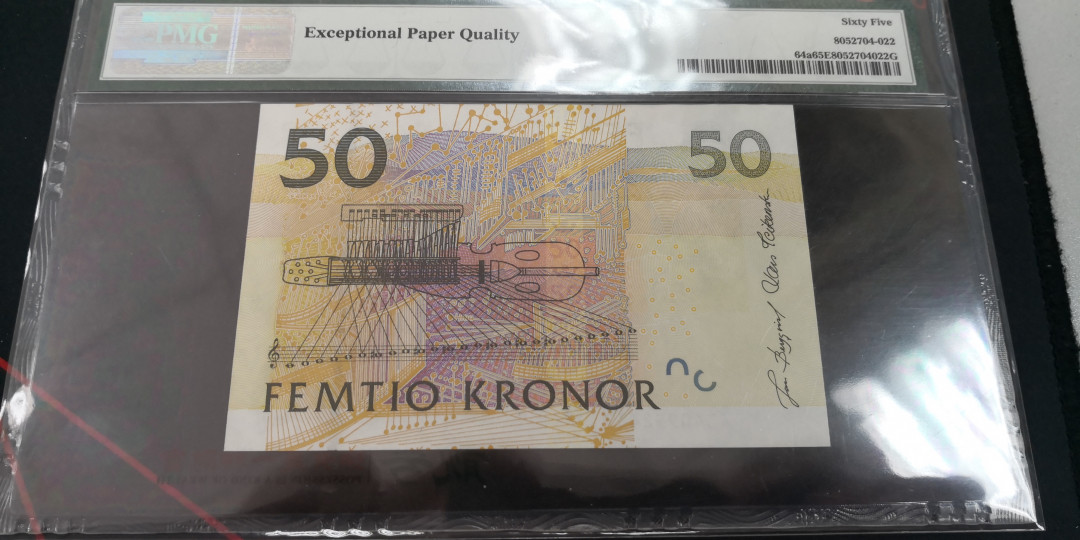 PMG
Exceptional Paper Quality
Sixty Five
8052704-022
64a65E8052704022G
50
50
FEMTIO KRONOR